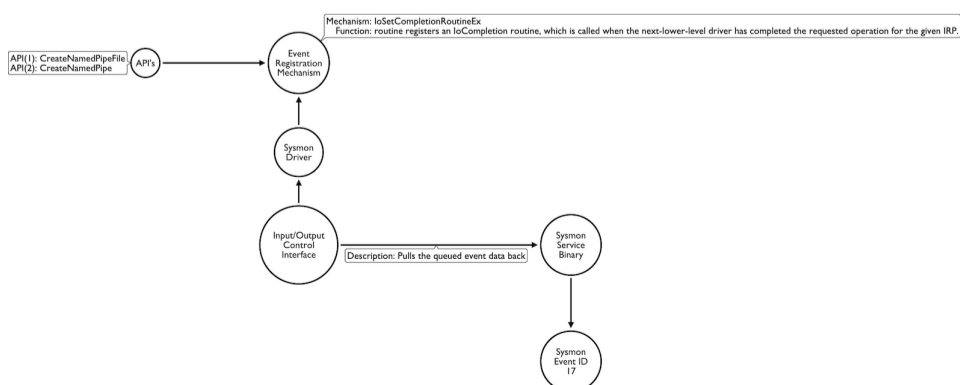 Mechanism: IoSetCompletionRoutineEx
Function: routine registers an IoCompletion routine, which is called when the next-lower-level driver has completed the requested operation for the given IRP.
API(1): CreateNamedPipeFile
API(2): CreateNamedPipe
API's
Event
Registration
Mechanism
Sysmon
Driver
Input/Output
Control
Interface
Description: Pulls the queued event data back
Sysmon
Service
Binary
Sysmon
Event ID
17